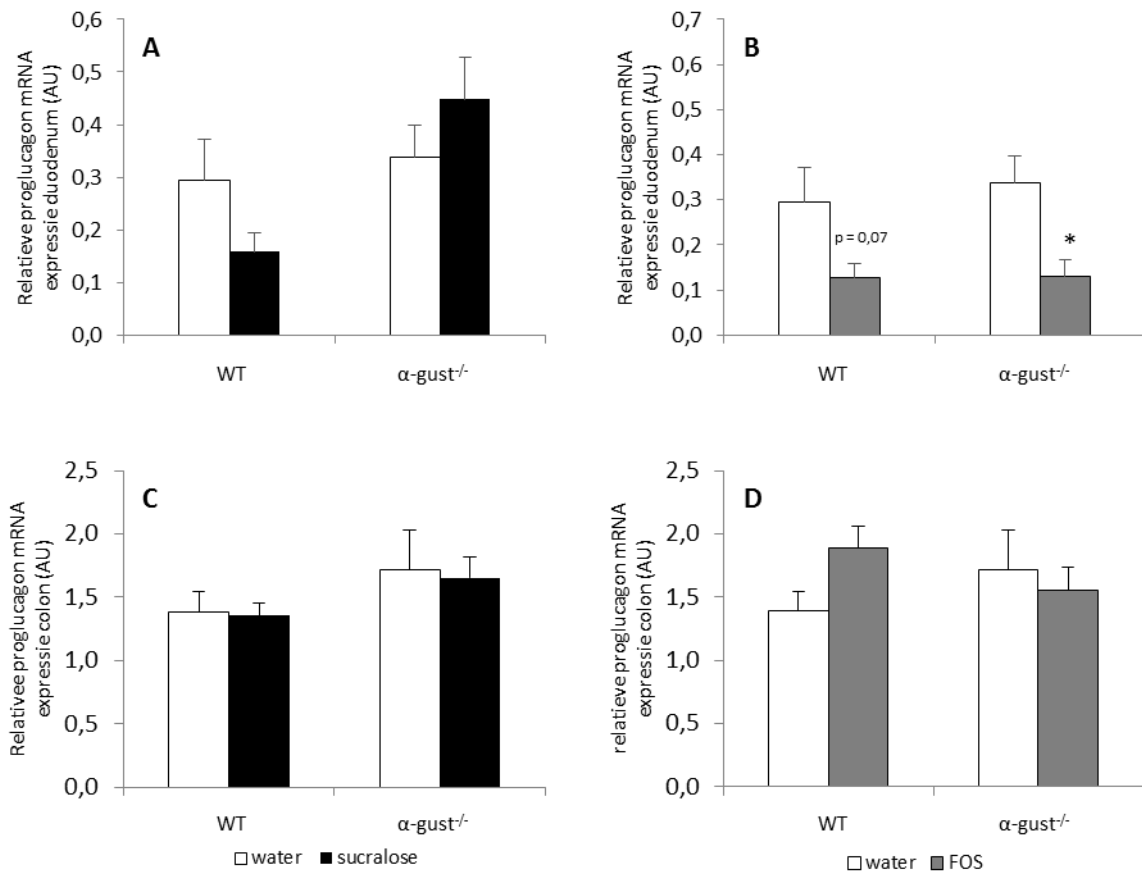 A
Relatieve proglucagon mRNA
expressie duodenum (AU)
0,6
0,5
0,4
0,3
0,2
0,1
0,0
WT
α-gust-/-
B
Relatieve proglucagon mRNA
expressie duodenum (AU)
0,7
0,6
0,5
0,4
0,3
0,2
0,1
0,0
p = 0,07
*
WT
α-gust-/-
C
Relativee proglucagon mRNA
expressie colon (AU)
2,5
2,0
1,5
1,0
0,5
0,0
WT
α-gust-/-
water sucralose
D
relatieve proglucagon mRNA
expressie colon (AU)
2,5
2,0
1,5
1,0
0,5
0,0
WT
α-gust-/-
water FOS